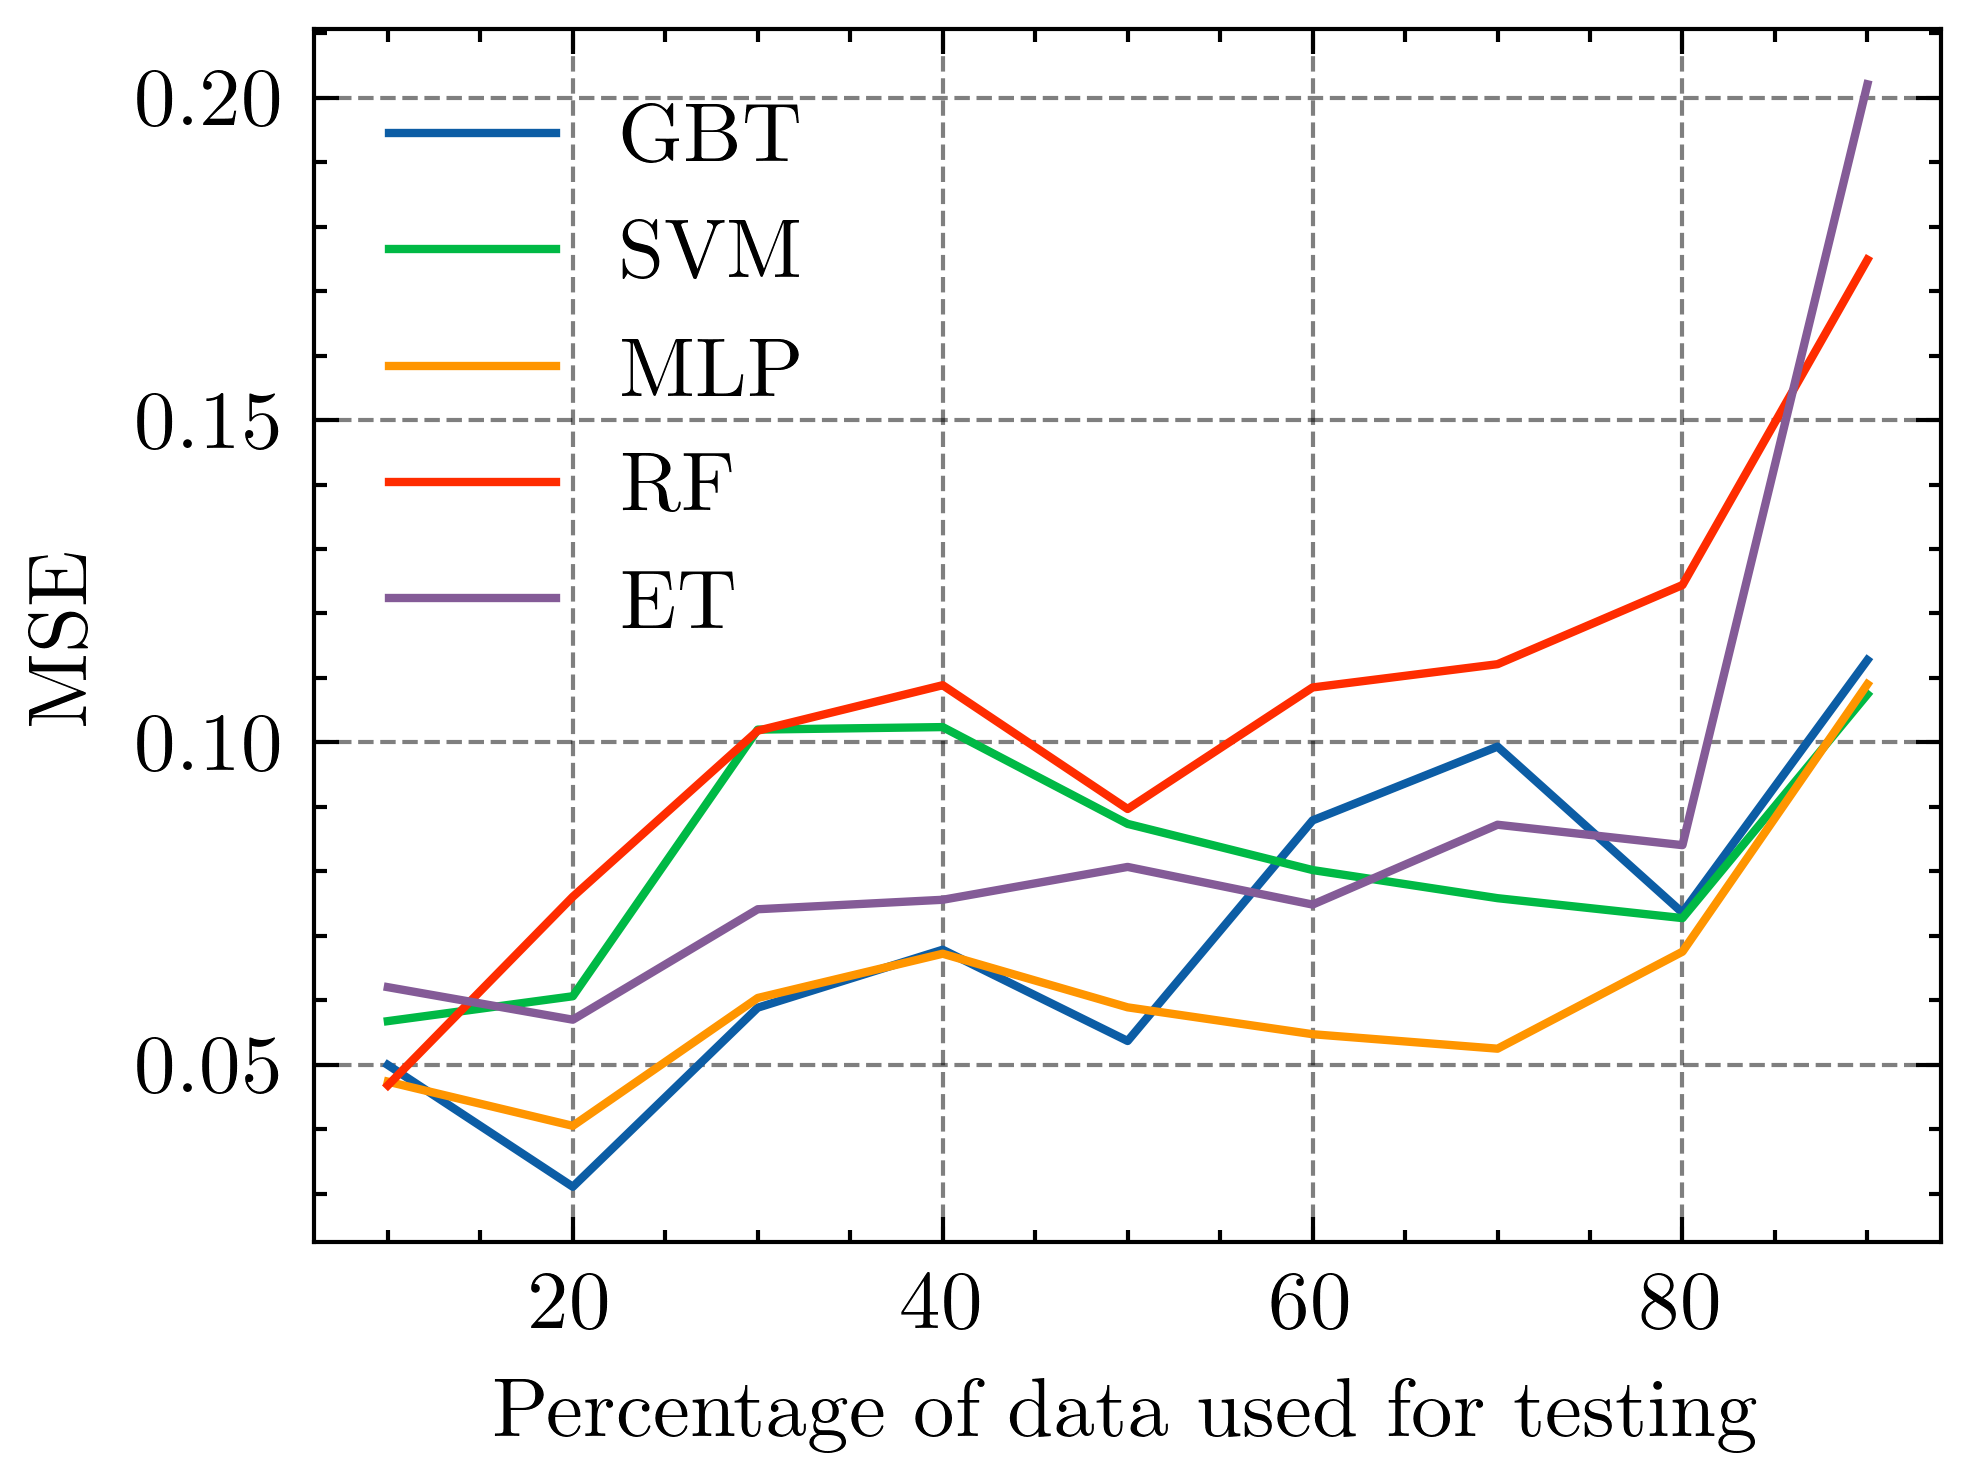 0.20
0.15
0.10
0.05
MSE
GBT
SVM
MLP
RF
ET
20 40 60 80
Percentage of data used for testing